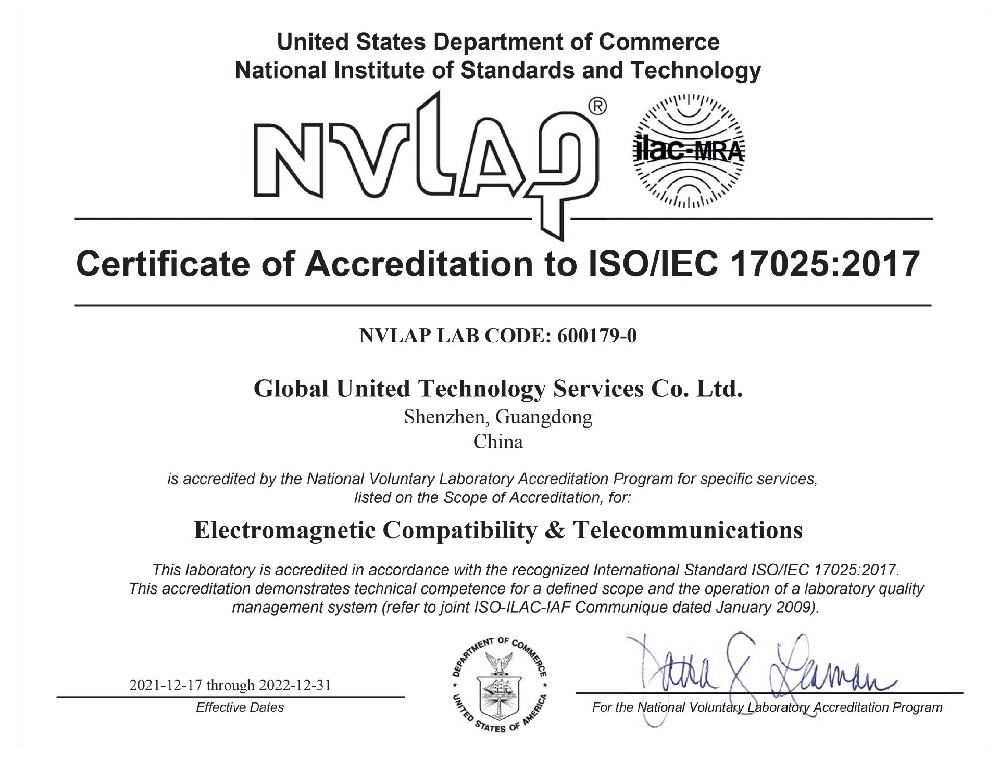 United States Department of Commerce
National Institute of Standards and Technology
NVLAP®
ilac-MRA
Certificate of Accreditation to ISO/IEC 17025:2017
NVLAP LAB CODE: 600179-0
Global United Technology Services Co. Ltd.
Shenzhen, Guangdong
China
is accredited by the National Voluntary Laboratory Accreditation Program for specific services,
listed on the Scope of Accreditation, for:
Electromagnetic Compatibility & Telecommunications
This laboratory is accredited in accordance with the recognized International Standard ISO/IEC 17025:2017.
This accreditation demonstrates technical competence for a defined scope and the operation of a laboratory quality
management system (refer to joint ISO-ILAC-IAF Communique dated January 2009).
DEPARTMENT OF COMMERCE
UNITED STATES OF AMERICA
2021-12-17 through 2022-12-31
Effective Dates
Dana S. Leaman
For the National Voluntary Laboratory Accreditation Program